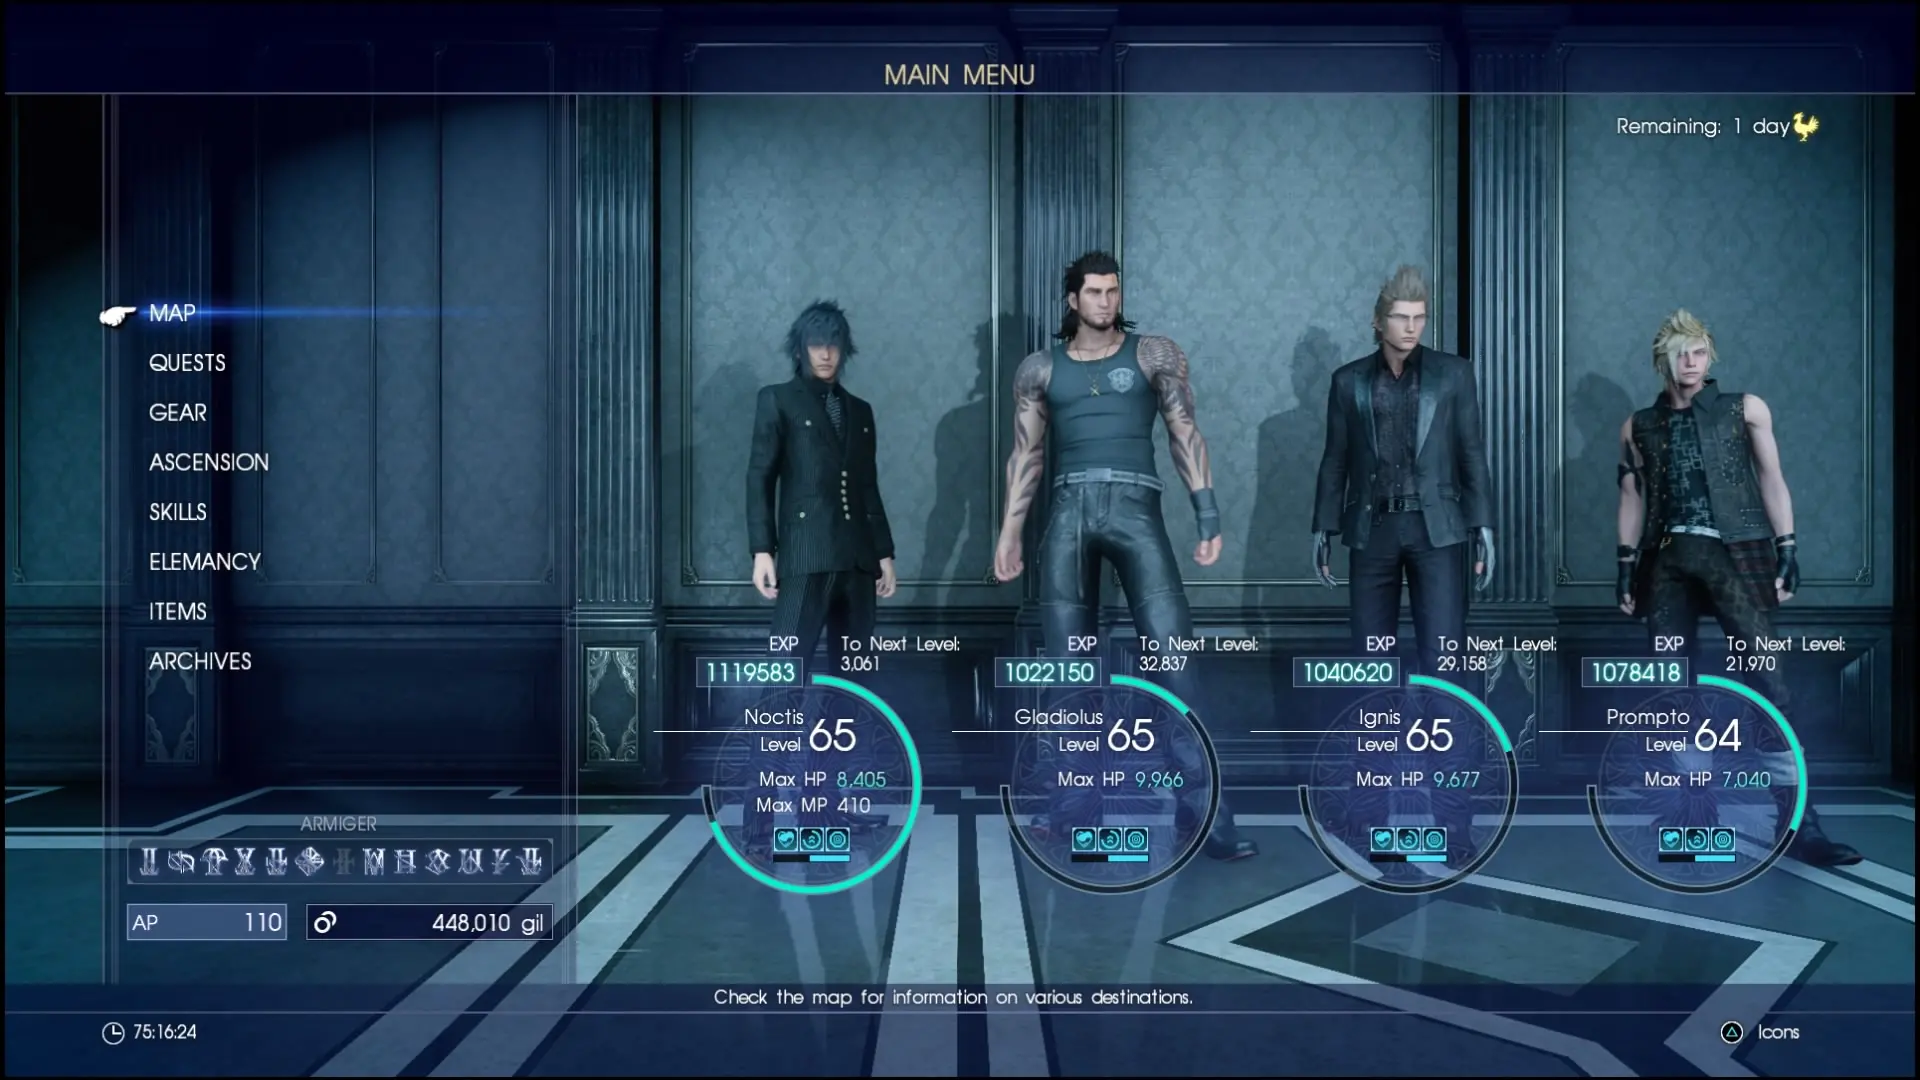 MAIN MENU
Remaining: 1 day
MAP
QUESTS
GEAR
ASCENSION
SKILLS
ELEMANCY
ITEMS
ARCHIVES
EXP
To Next Level:
1119583
3,061
Noctis
Level 65
Max HP 8,405
Max MP 410
EXP
To Next Level:
1022150
32,837
Gladiolus
Level 65
Max HP 9,966
EXP
To Next Level:
1040620
29,158
Ignis
Level 65
Max HP 9,677
EXP
To Next Level:
1078418
21,970
Prompto
Level 64
Max HP 7,040
ARMIGER
AP 110
448,010 gil
Check the map for information on various destinations.
75:16:24
Icons